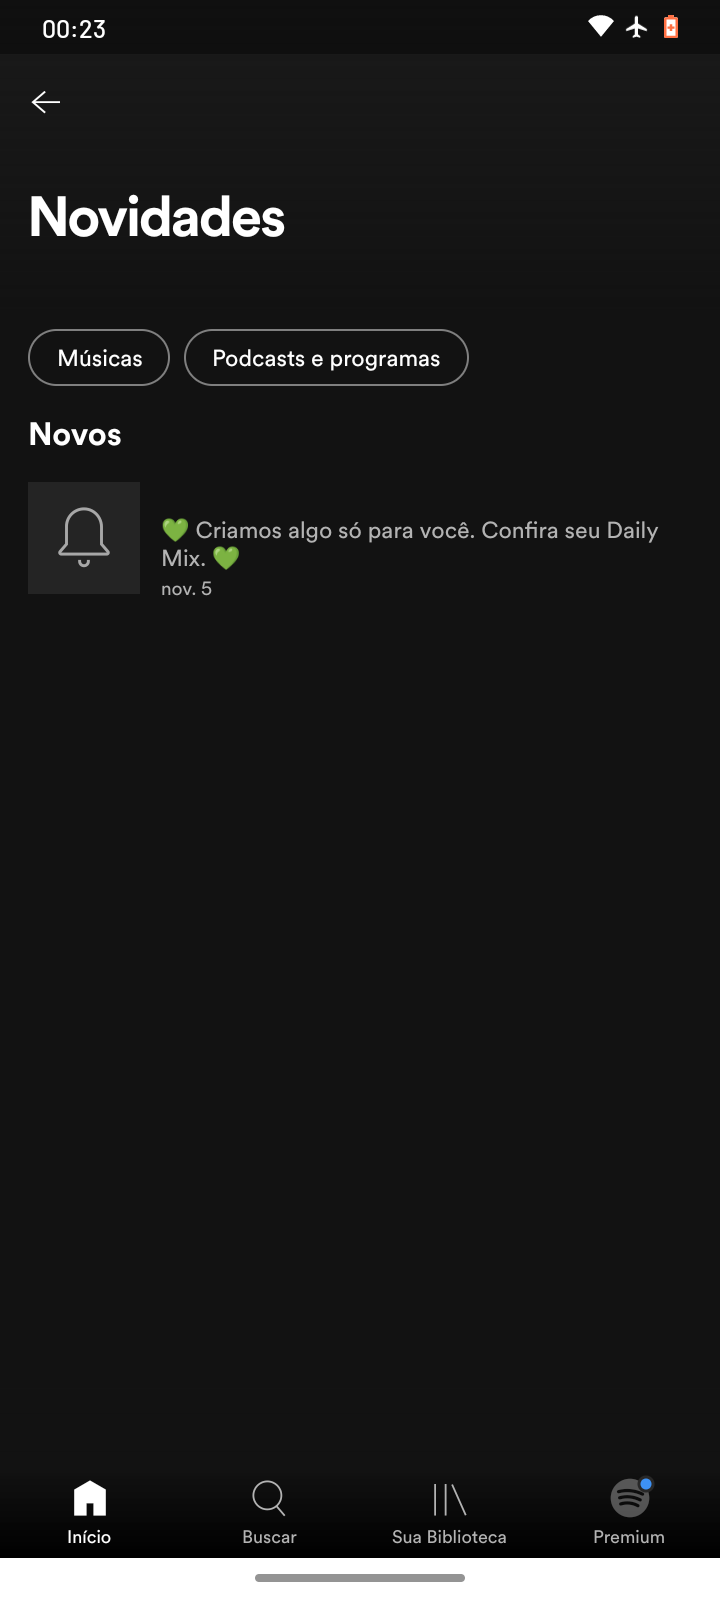 00:23
Novidades
Músicas
Podcasts e programas
Novos
💚 Criamos algo só para você. Confira seu Daily
Mix. 💚
nov. 5
Início
Buscar
Sua Biblioteca
Premium